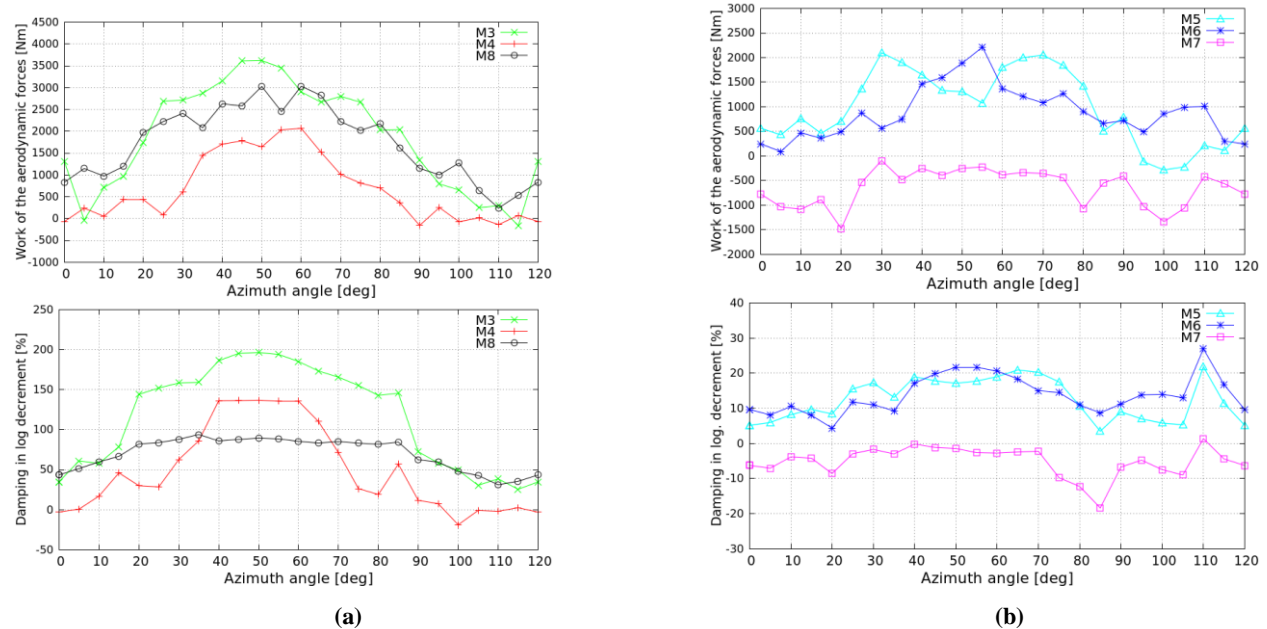 Work of the aerodynamic forces [Nm]
4500
4000
3500
3000
2500
2000
1500
1000
500
0
-500
-1000
M3
M4
M8
0 10 20 30 40 50 60 70 80 90 100 110 120
Azimuth angle [deg]
Damping in log decrement [%]
250
200
150
100
50
0
-50
M3
M4
M8
0 10 20 30 40 50 60 70 80 90 100 110 120
Azimuth angle [deg]
(a)
Work of the aerodynamic forces [Nm]
3000
2500
2000
1500
1000
500
0
-500
-1000
-1500
-2000
M5
M6
M7
0 10 20 30 40 50 60 70 80 90 100 110 120
Azimuth angle [deg]
Damping in log. decrement [%]
40
30
20
10
0
-10
-20
-30
M5
M6
M7
0 10 20 30 40 50 60 70 80 90 100 110 120
Azimuth angle [deg]
(b)